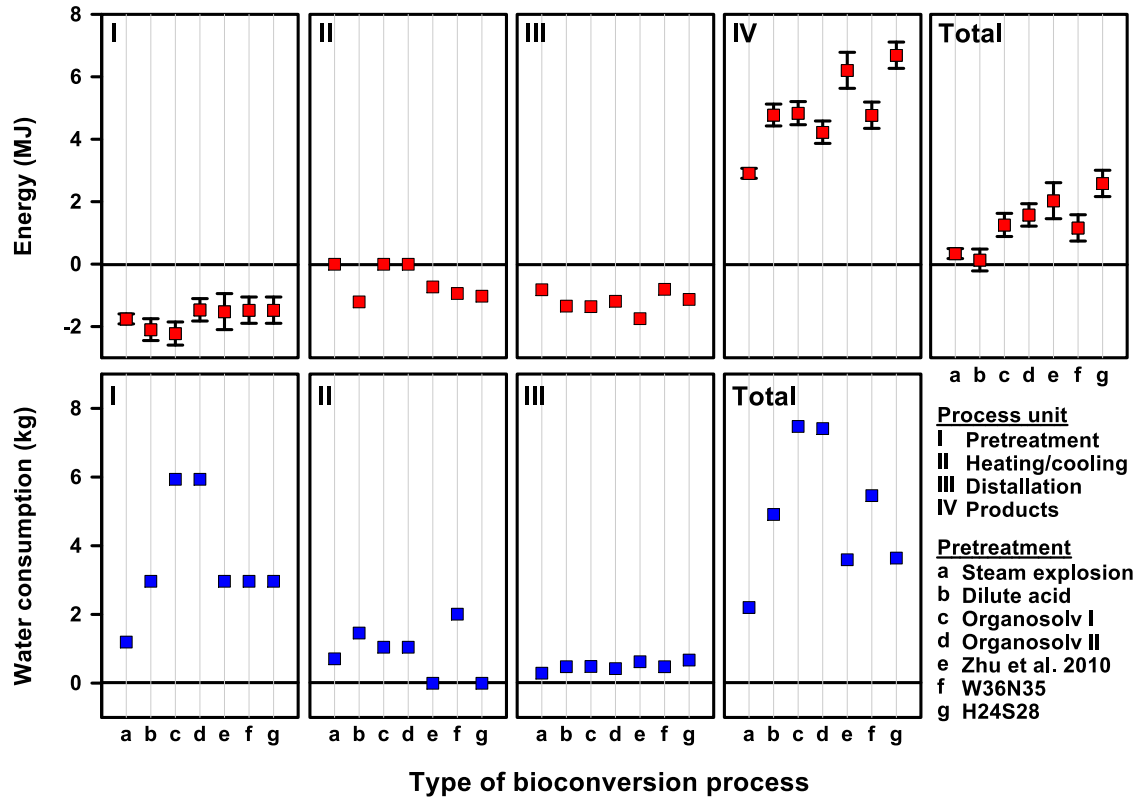 I II III IV Total
8
6
4
2
0
-2
Energy (MJ)
a b c d e f g
I II III Total
8
6
4
2
0
Water consumption (kg)
a b c d e f g a b c d e f g a b c d e f g a b c d e f g
Type of bioconversion process
Process unit
I Pretreatment
II Heating/cooling
III Distallation
IV Products
Pretreatment
a Steam explosion
b Dilute acid
c Organosolv I
d Organosolv II
e Zhu et al. 2010
f W36N35
g H24S28